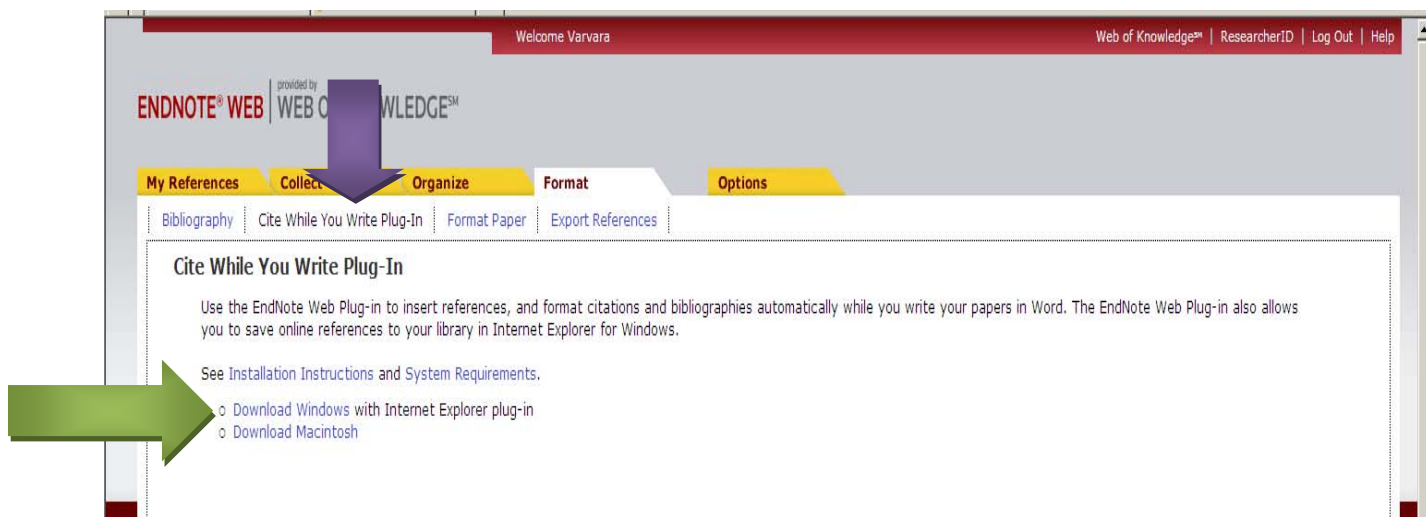 Welcome Varvara
Web of Knowledge℠ | ResearcherID | Log Out | Help
ENDNOTE® WEB
provided by
WEB O WLEDGE℠
My References Collect Organize Format Options
Bibliography Cite While You Write Plug-In Format Paper Export References
Cite While You Write Plug-In
Use the EndNote Web Plug-in to insert references, and format citations and bibliographies automatically while you write your papers in Word. The EndNote Web Plug-in also allows
you to save online references to your library in Internet Explorer for Windows.
See Installation Instructions and System Requirements.
o Download Windows with Internet Explorer plug-in
o Download Macintosh